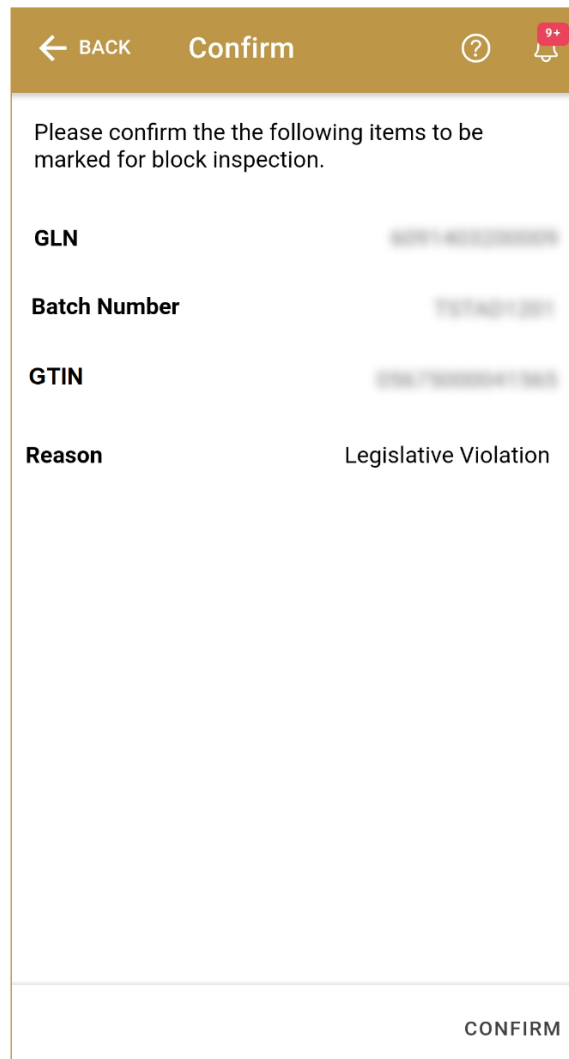 BACK Confirm 9+
Please confirm the the following items to be
marked for block inspection.
GLN
Batch Number
GTIN
Reason Legislative Violation
CONFIRM